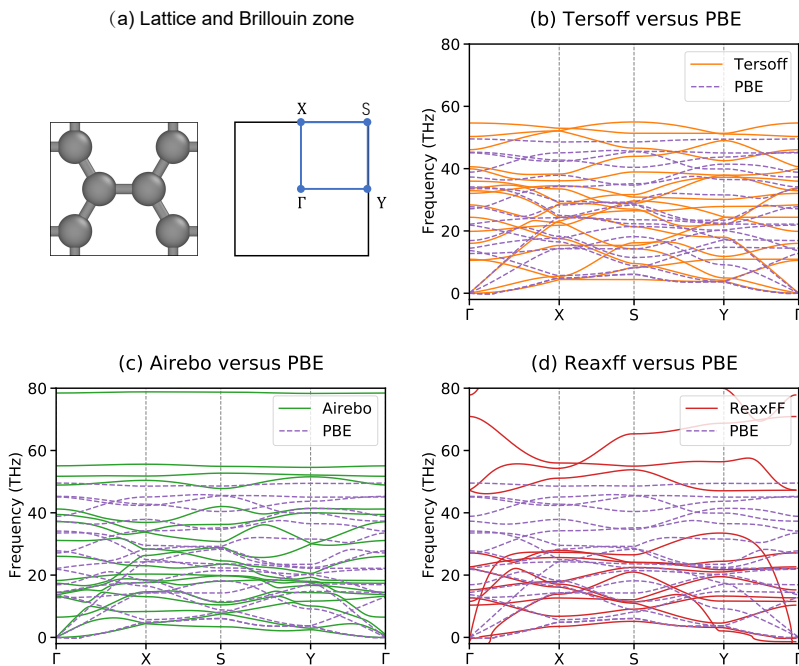 (a) Lattice and Brillouin zone
X
S
Γ
Y
(b) Tersoff versus PBE
80
60
40
20
0
Frequency (THz)
Tersoff
PBE
Γ
X
S
Y
Γ
(c) Airebo versus PBE
80
60
40
20
0
Frequency (THz)
Airebo
PBE
Γ
X
S
Y
Γ
(d) Reaxff versus PBE
80
60
40
20
0
Frequency (THz)
ReaxFF
PBE
Γ
X
S
Y
Γ